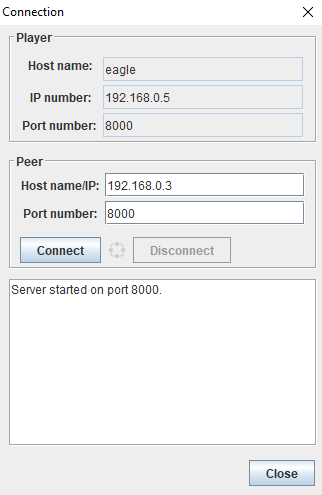 Connection
Player
Host name: eagle
IP number: 192.168.0.5
Port number: 8000
Peer
Host name/IP: 192.168.0.3
Port number: 8000
Connect Disconnect
Server started on port 8000.
Close